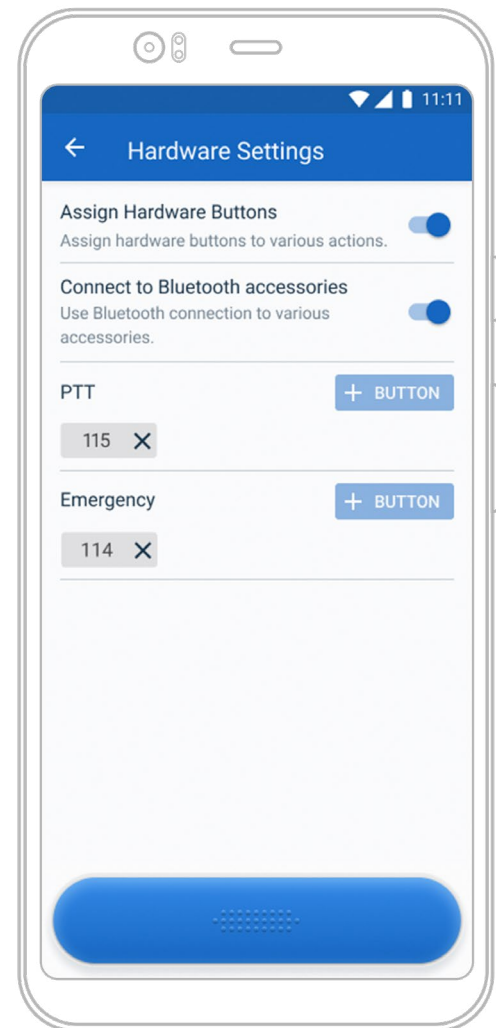 11:11
Hardware Settings
Assign Hardware Buttons
Assign hardware buttons to various actions.
Connect to Bluetooth accessories
Use Bluetooth connection to various
accessories.
PTT
+ BUTTON
115 X
Emergency
+ BUTTON
114 X